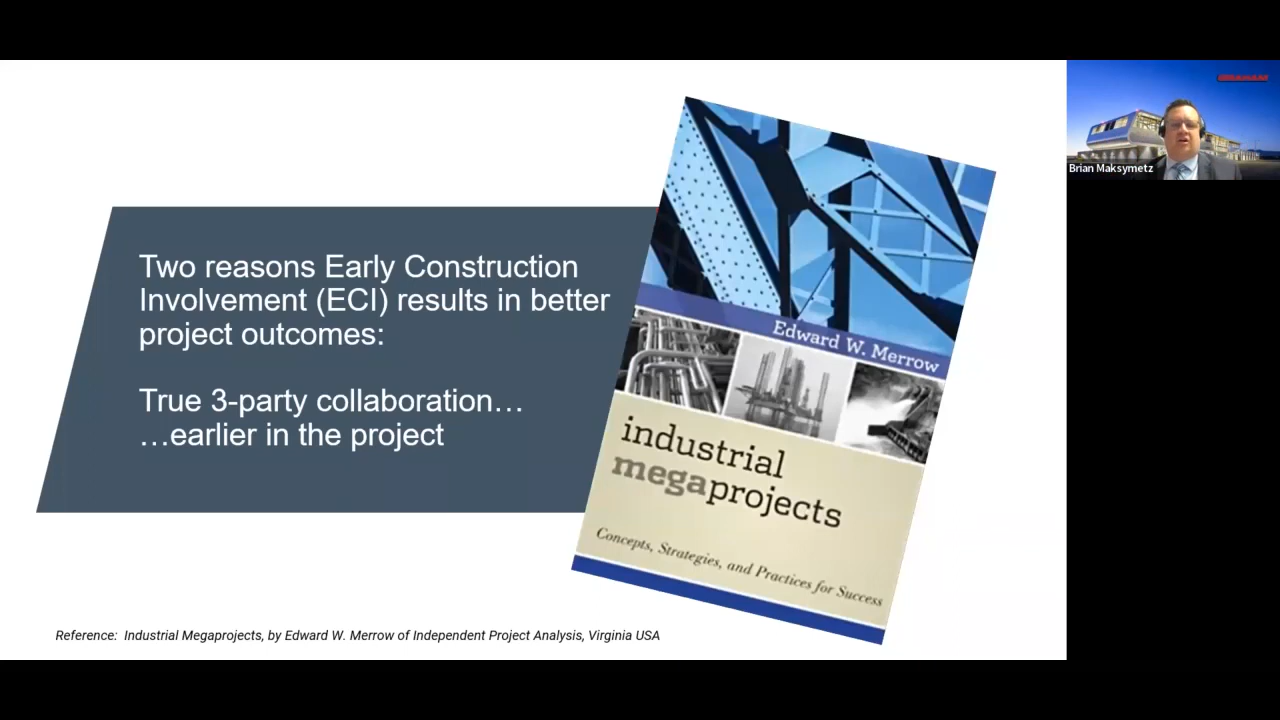 Two reasons Early Construction
Involvement (ECI) results in better
project outcomes:
True 3-party collaboration…
…earlier in the project
Edward W. Merrow
industrial
megaprojects
Concepts, Strategies, and Practices for Success
Reference: Industrial Megaprojects, by Edward W. Merrow of Independent Project Analysis, Virginia USA
Brian Maksymetz